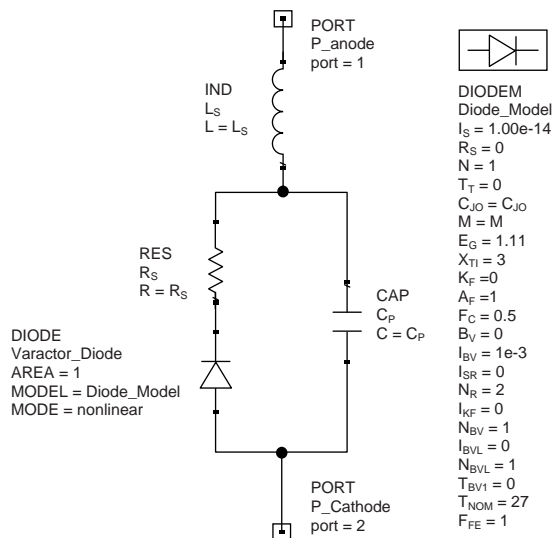 PORT
P_anode
port = 1
IND
LS
L = LS
RES
RS
R = RS
CAP
CP
C = CP
DIODE
Varactor_Diode
AREA = 1
MODEL = Diode_Model
MODE = nonlinear
PORT
P_Cathode
port = 2
DIODEM
Diode_Model
IS = 1.00e-14
RS = 0
N = 1
TT = 0
CJO = CJO
M = M
EG = 1.11
XTI = 3
KF =0
AF =1
FC = 0.5
BV = 0
IBV = 1e-3
ISR = 0
NR = 2
IKF = 0
NBV = 1
IBVL = 0
NBVL = 1
TBV1 = 0
TNOM = 27
FFE = 1